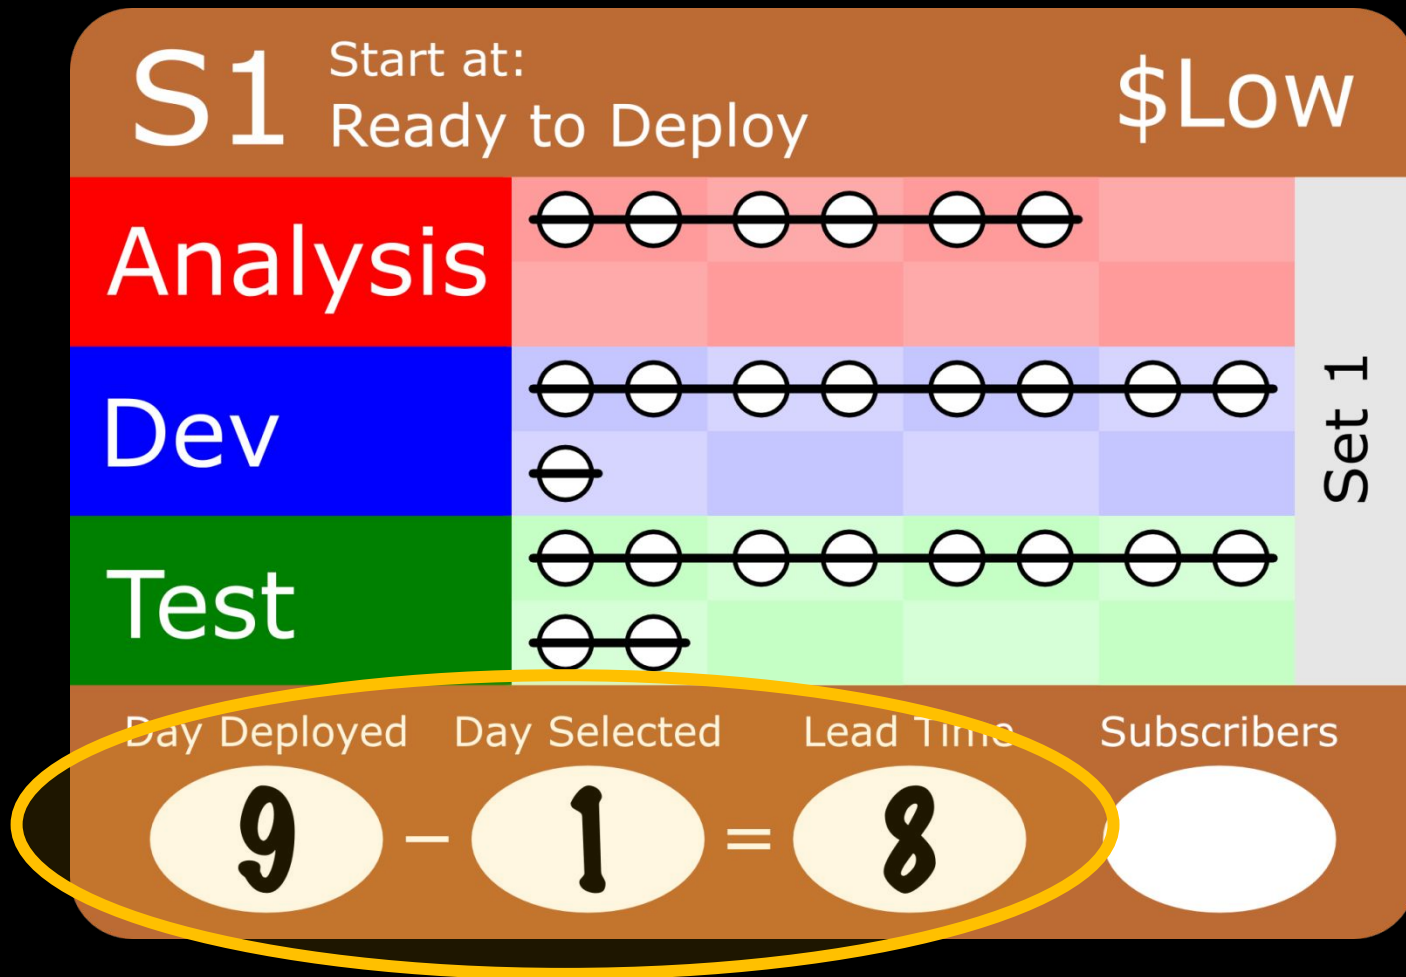 S1 Start at: $Low
Ready to Deploy
Analysis
Dev
Test
Set 1
Day Deployed Day Selected Lead Time Subscribers
9 – 1 = 8